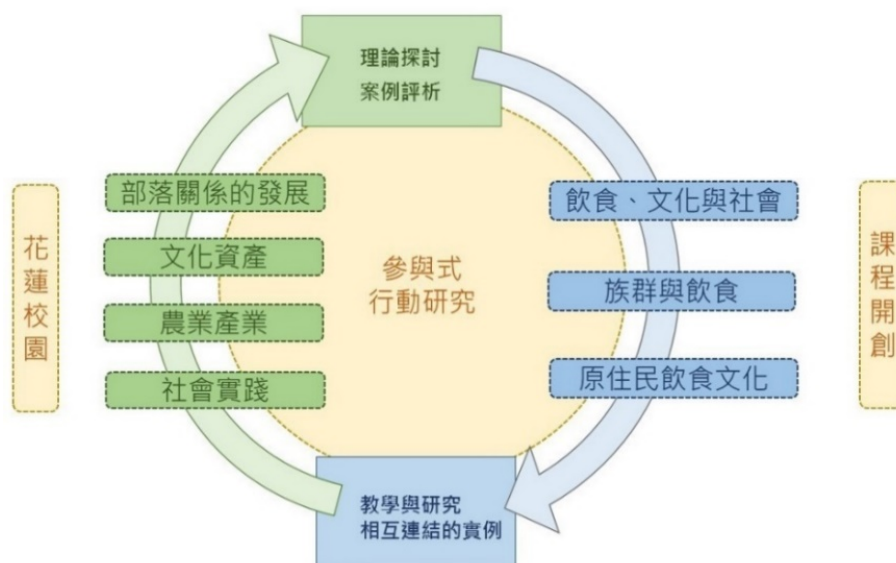 理論探討
案例評析
花蓮校園
部落關係的發展
文化資產
農業產業
社會實踐
參與式
行動研究
飲食、文化與社會
族群與飲食
原住民飲食文化
課程開創
教學與研究
相互連結的實例